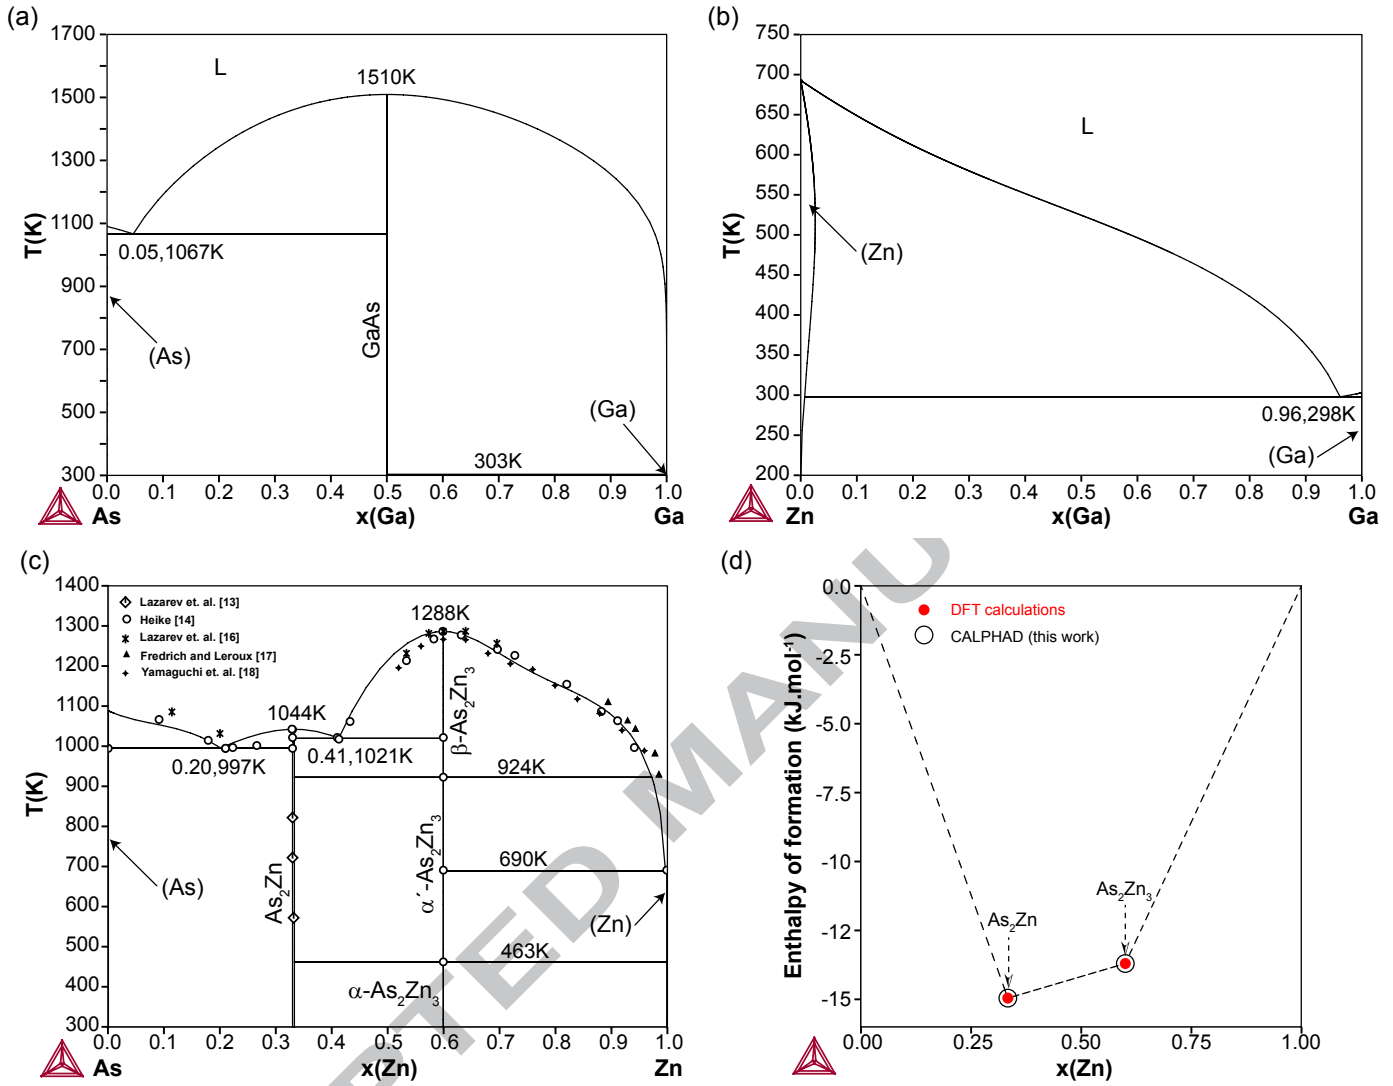 (a)
1700
1500
1300
1100
900
700
500
300
T(K)
L
1510K
0.05,1067K
(As)
GaAs
(Ga)
303K
0.0 0.1 0.2 0.3 0.4 0.5 0.6 0.7 0.8 0.9 1.0
As x(Ga) Ga
(b)
750
700
650
600
550
500
450
400
350
300
250
200
T(K)
L
(Zn)
0.96,298K
(Ga)
0.0 0.1 0.2 0.3 0.4 0.5 0.6 0.7 0.8 0.9 1.0
Zn x(Ga) Ga
(c)
1400
1300
1200
1100
1000
900
800
700
600
500
400
300
T(K)
Lazarev et. al. [13]
Heike [14]
Lazarev et. al. [16]
Fredrich and Leroux [17]
Yamaguchi et. al. [18]
1288K
1044K
0.20,997K
0.41,1021K
β-As2Zn3
924K
690K
α´-As2Zn3
As2Zn
(As)
(Zn)
463K
α-As2Zn3
0.0 0.1 0.2 0.3 0.4 0.5 0.6 0.7 0.8 0.9 1.0
As x(Zn) Zn
(d)
0.0
-2.5
-5.0
-7.5
-10
-12
-15
Enthalpy of formation (kJ.mol-1)
DFT calculations
CALPHAD (this work)
As2Zn3
As2Zn
0 0.25 0.50 0.75 1.00
x(Zn)
PTED MANU